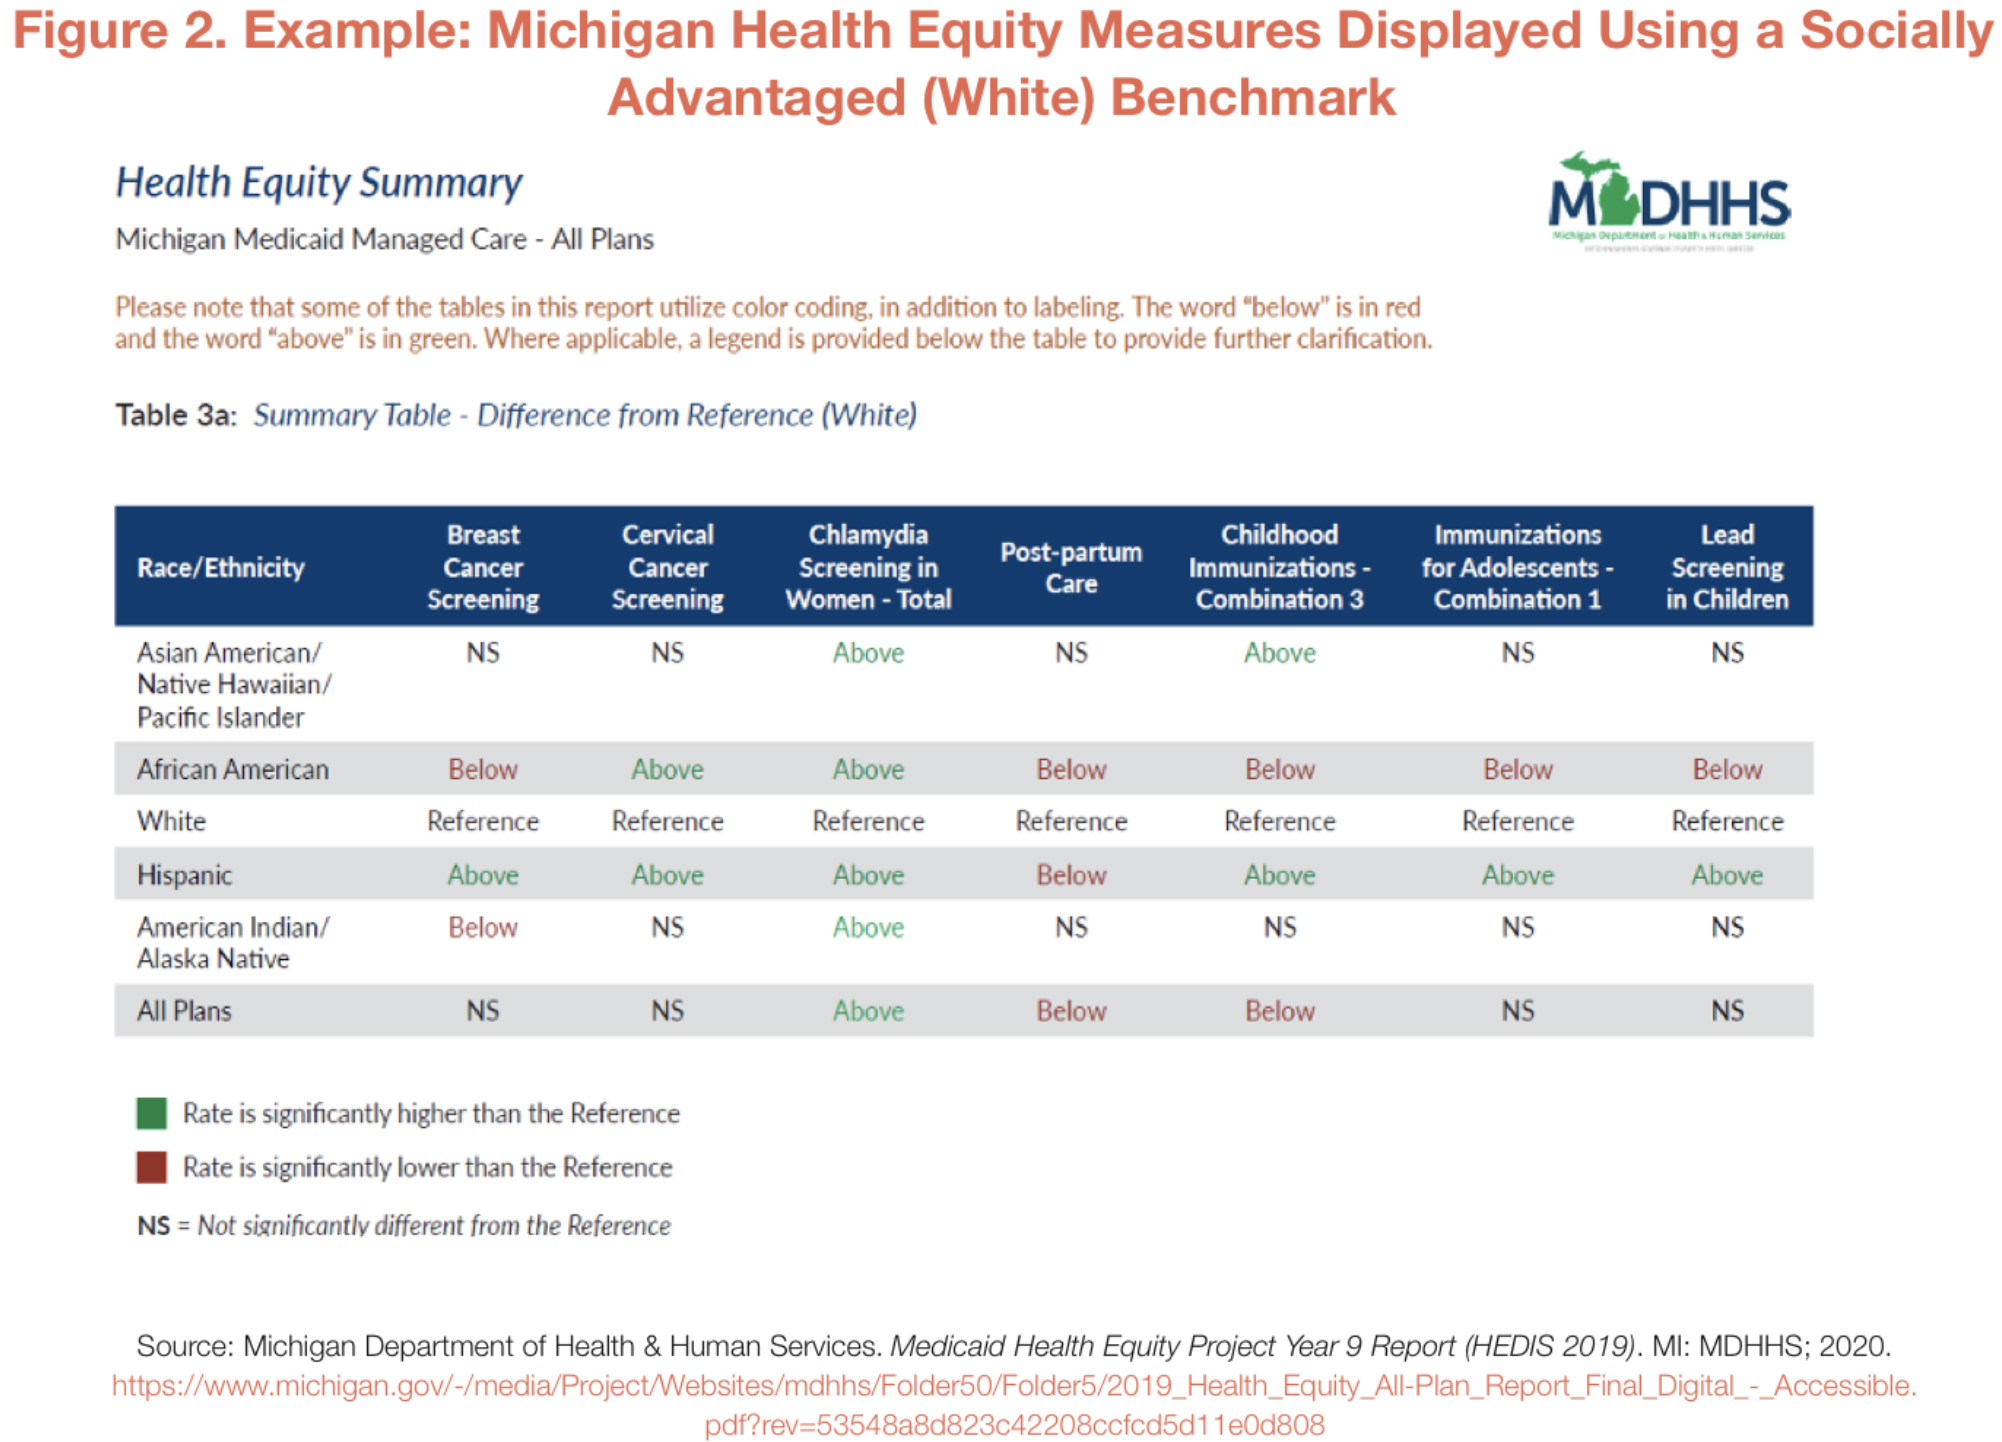 Figure 2. Example: Michigan Health Equity Measures Displayed Using a Socially
Advantaged (White) Benchmark
Health Equity Summary
MDHHS
Michigan Department of Health & Human Services
Michigan Medicaid Managed Care - All Plans
Please note that some of the tables in this report utilize color coding, in addition to labeling. The word “below” is in red
and the word “above” is in green. Where applicable, a legend is provided below the table to provide further clarification.
Table 3a: Summary Table - Difference from Reference (White)
Race/Ethnicity
Breast
Cancer
Screening
Cervical
Cancer
Screening
Chlamydia
Screening in
Women - Total
Post-partum
Care
Childhood
Immunizations -
Combination 3
Immunizations
for Adolescents -
Combination 1
Lead
Screening
in Children
Asian American/
Native Hawaiian/
Pacific Islander
NS NS Above NS Above NS NS
African American Below Above Above Below Below Below Below
White Reference Reference Reference Reference Reference Reference Reference
Hispanic Above Above Above Below Above Above Above
American Indian/
Alaska Native
Below NS Above NS NS NS NS
All Plans NS NS Above Below Below NS NS
Rate is significantly higher than the Reference
Rate is significantly lower than the Reference
NS = Not significantly different from the Reference
Source: Michigan Department of Health & Human Services. Medicaid Health Equity Project Year 9 Report (HEDIS 2019). MI: MDHHS; 2020.
https://www.michigan.gov/-/media/Project/Websites/mdhhs/Folder50/Folder5/2019_Health_Equity_All-Plan_Report_Final_Digital_-_Accessible.
pdf?rev=53548a8d823c42208ccfcd5d11e0d808